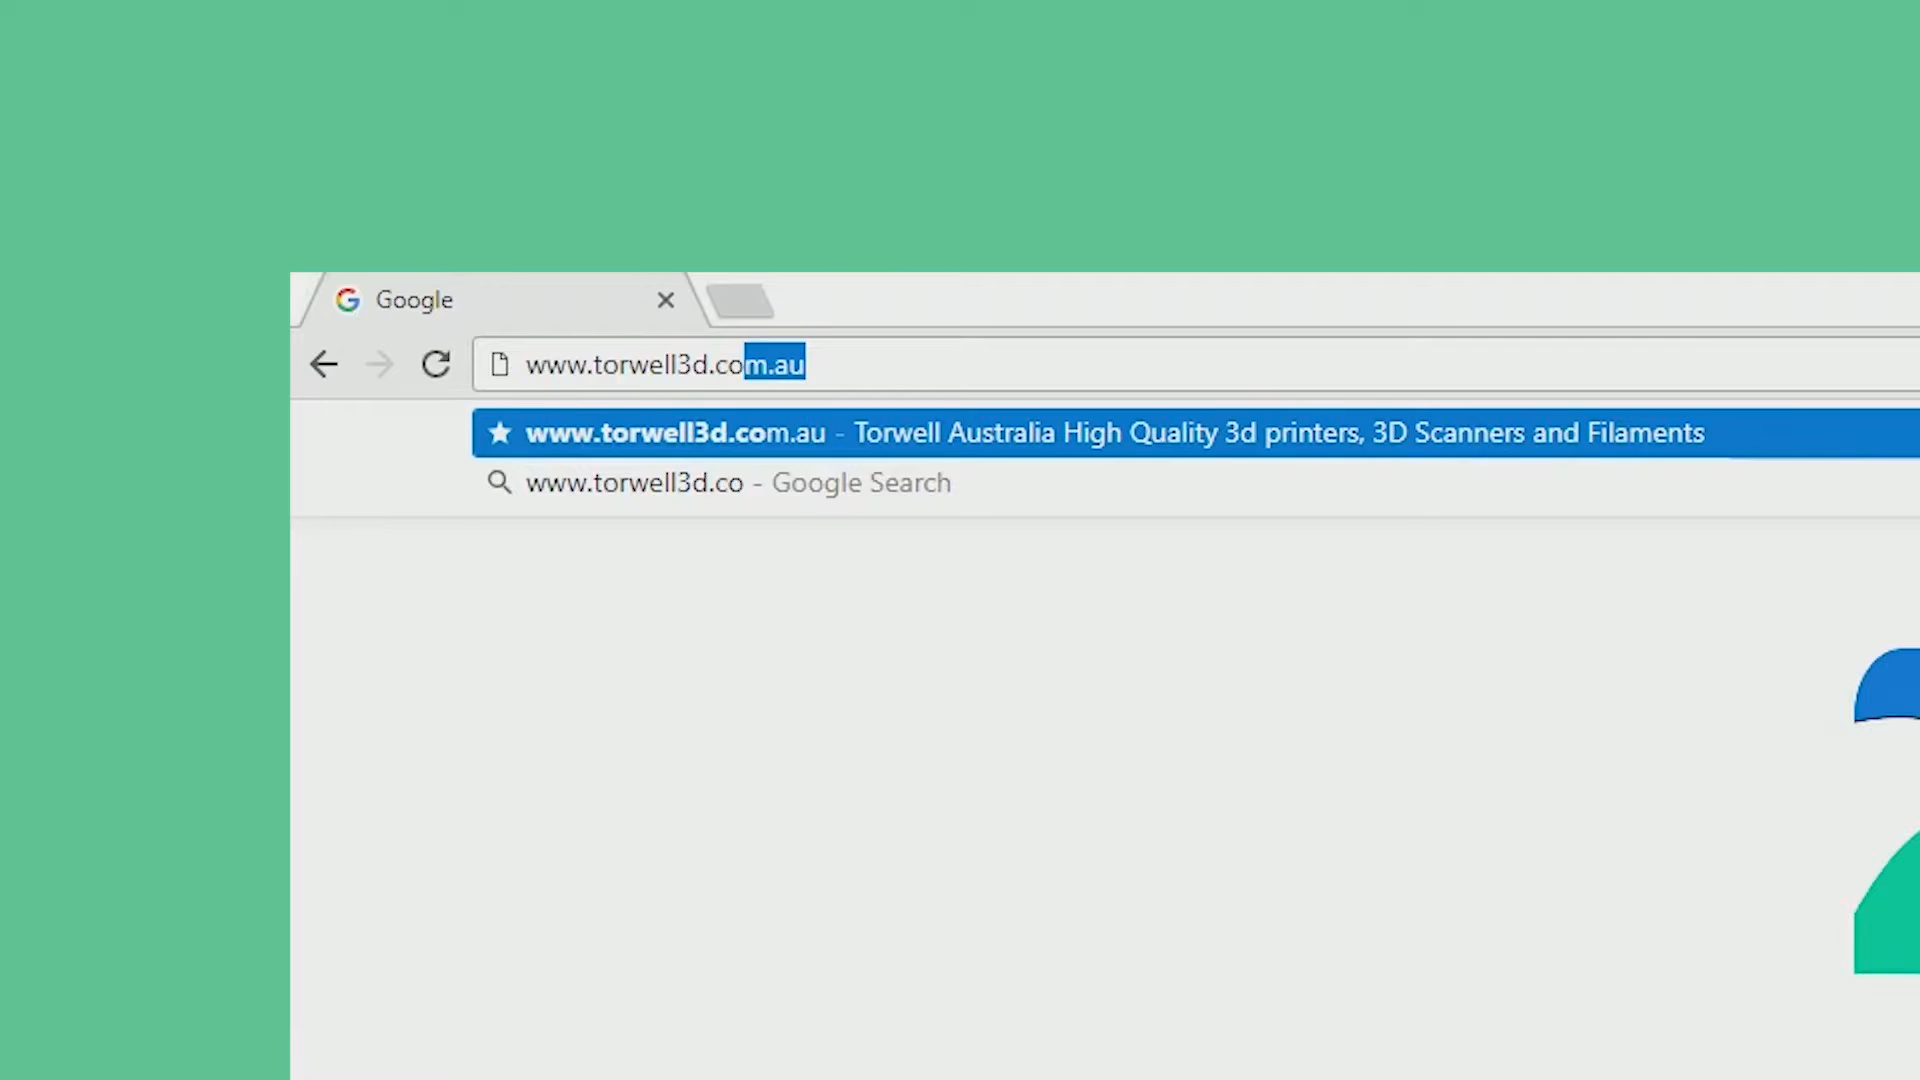 Google
www.torwell3d.com.au
www.torwell3d.com.au - Torwell Australia High Quality 3d printers, 3D Scanners and Filaments
www.torwell3d.co - Google Search